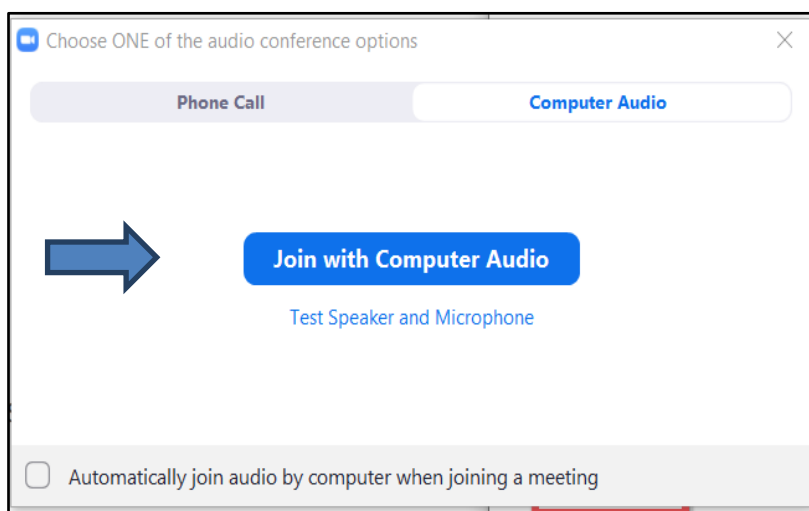 Choose ONE of the audio conference options
Phone Call
Computer Audio
Join with Computer Audio
Test Speaker and Microphone
Automatically join audio by computer when joining a meeting